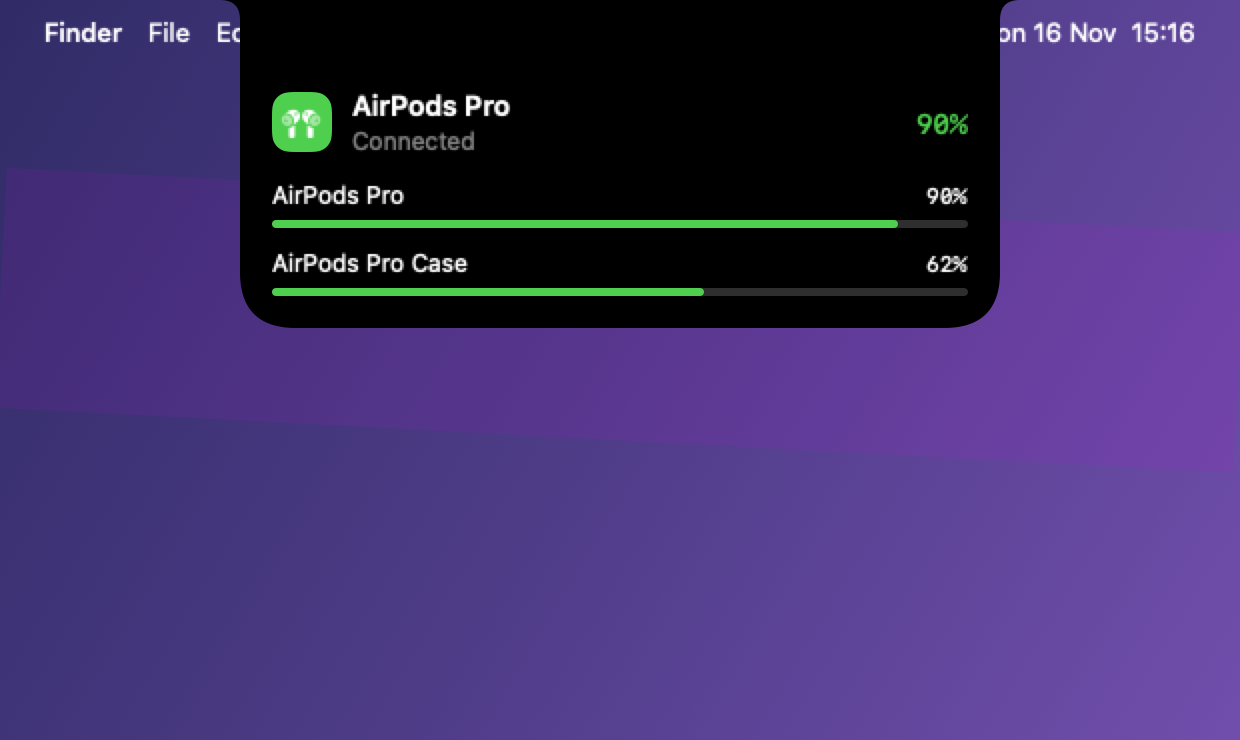 Finder File
16 Nov 15:16
AirPods Pro
Connected
90%
AirPods Pro 90%
AirPods Pro Case 62%